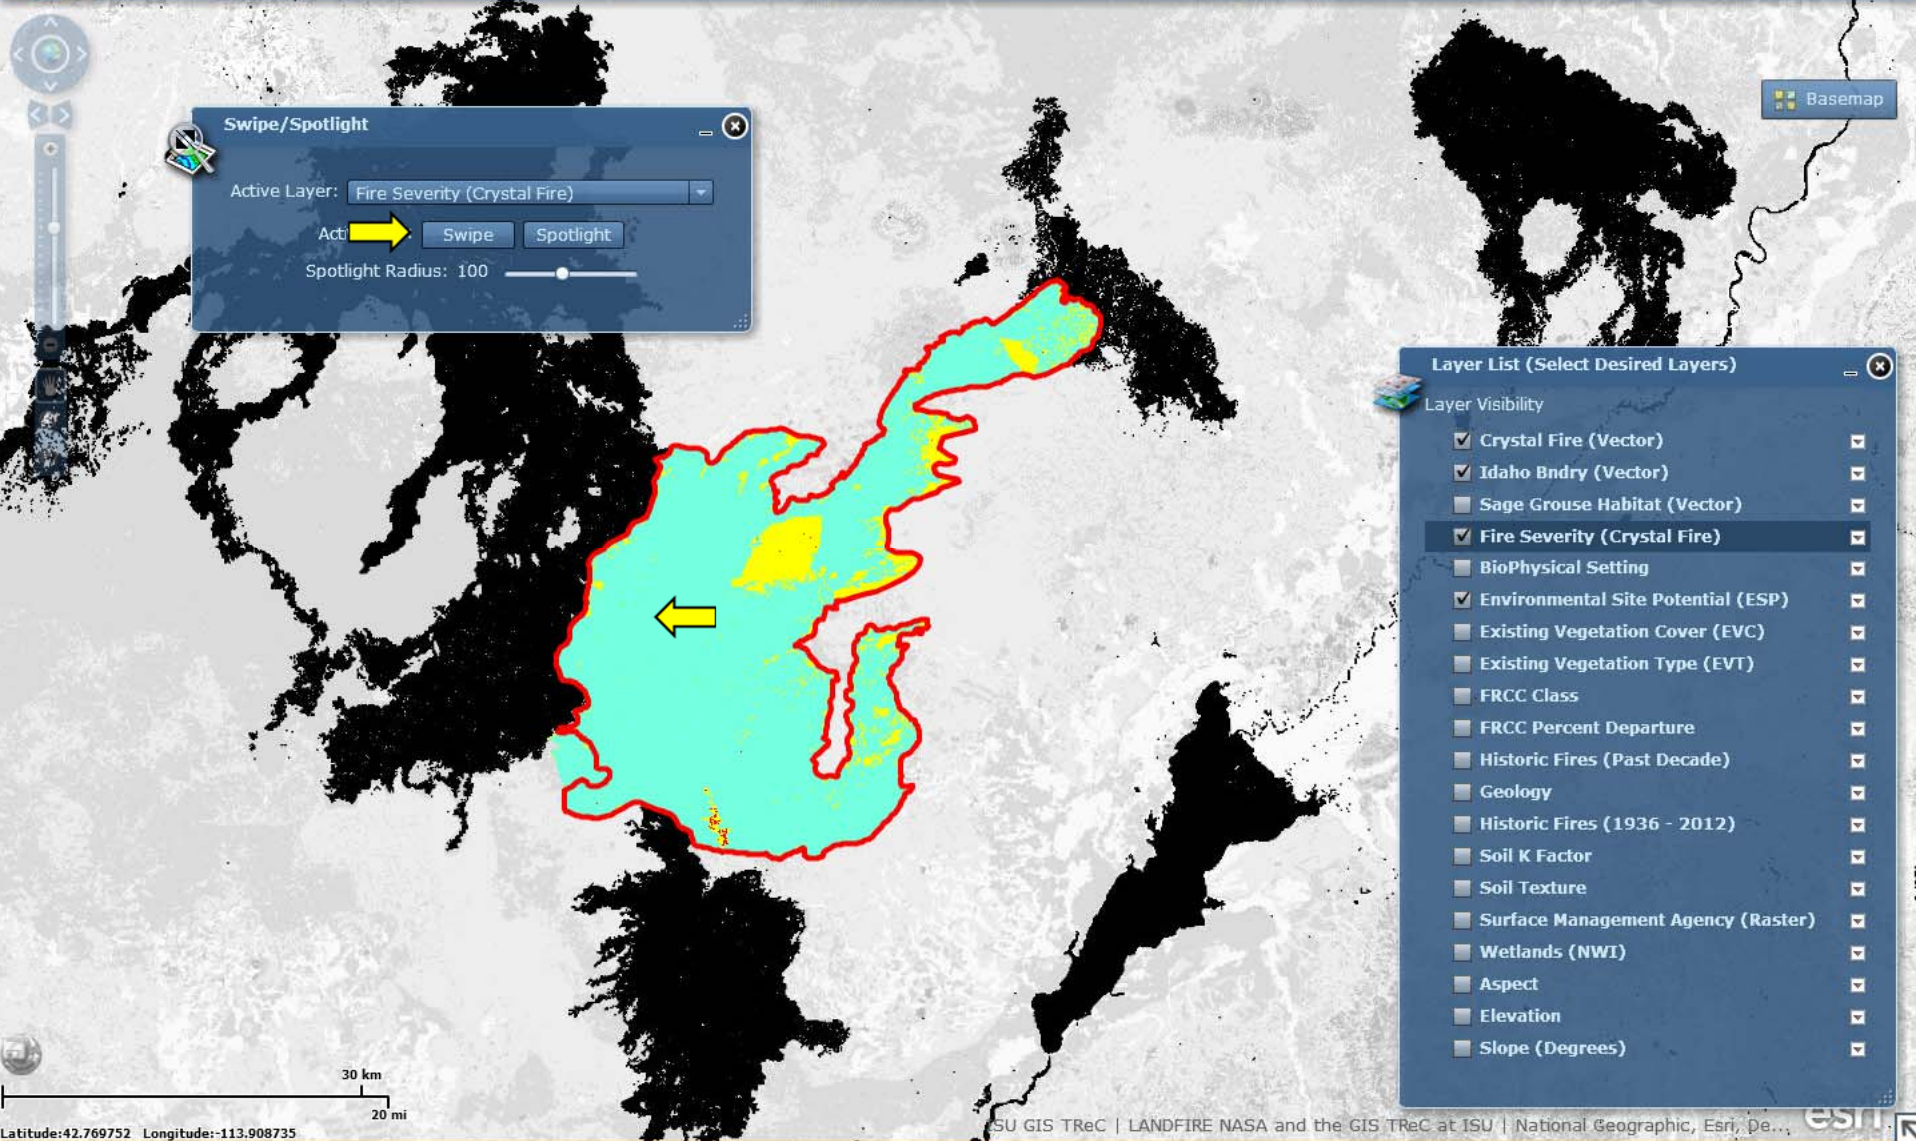 Basemap
Swipe/Spotlight
Active Layer: Fire Severity (Crystal Fire)
Swipe Spotlight
Spotlight Radius: 100
Layer List (Select Desired Layers)
Layer Visibility
Crystal Fire (Vector)
Idaho Bndry (Vector)
Sage Grouse Habitat (Vector)
Fire Severity (Crystal Fire)
BioPhysical Setting
Environmental Site Potential (ESP)
Existing Vegetation Cover (EVC)
Existing Vegetation Type (EVT)
FRCC Class
FRCC Percent Departure
Historic Fires (Past Decade)
Geology
Historic Fires (1936 - 2012)
Soil K Factor
Soil Texture
Surface Management Agency (Raster)
Wetlands (NWI)
Aspect
Elevation
Slope (Degrees)
30 km
20 mi
esri
ISU GIS TReC | LANDFIRE NASA and the GIS TReC at ISU | National Geographic, Esri, De...
Latitude:42.769752 Longitude:-113.908735